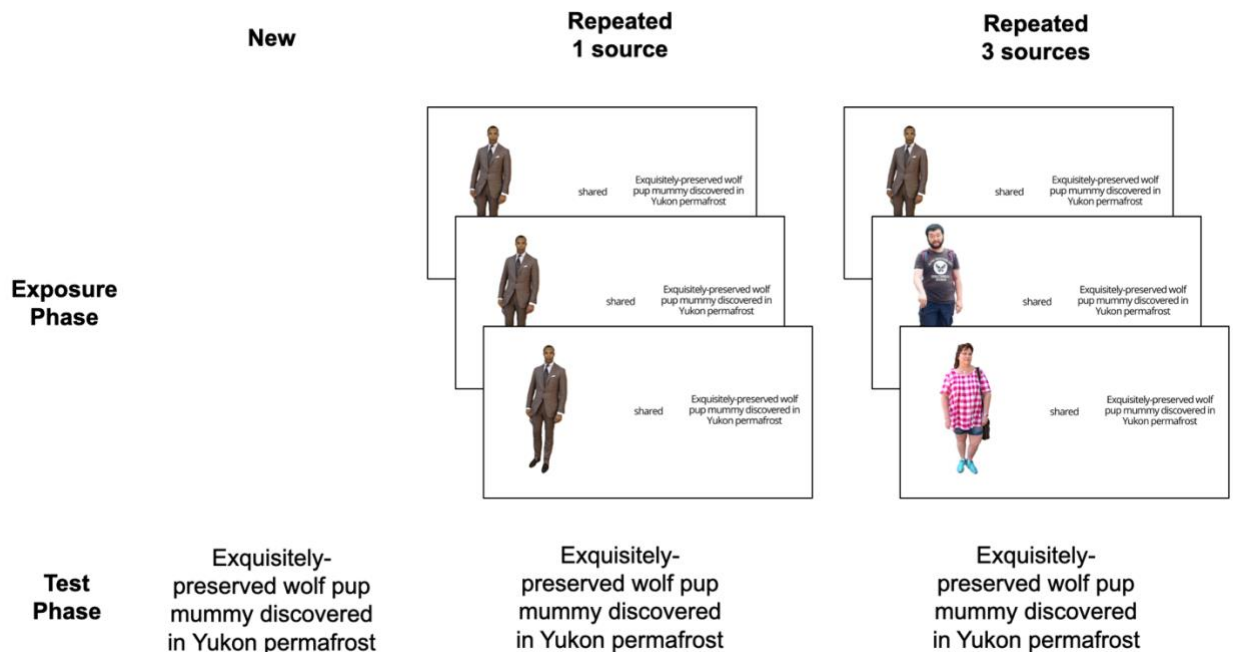 New
Repeated
1 source
Repeated
3 sources
Exposure
Phase
shared
Exquisitely-preserved wolf
pup mummy discovered in
Yukon permafrost
shared
Exquisitely-preserved wolf
pup mummy discovered in
Yukon permafrost
shared
Exquisitely-preserved wolf
pup mummy discovered in
Yukon permafrost
shared
Exquisitely-preserved wolf
pup mummy discovered in
Yukon permafrost
shared
Exquisitely-preserved wolf
pup mummy discovered in
Yukon permafrost
shared
Exquisitely-preserved wolf
pup mummy discovered in
Yukon permafrost
Test
Phase
Exquisitely-
preserved wolf pup
mummy discovered
in Yukon permafrost
Exquisitely-
preserved wolf pup
mummy discovered
in Yukon permafrost
Exquisitely-
preserved wolf pup
mummy discovered
in Yukon permafrost